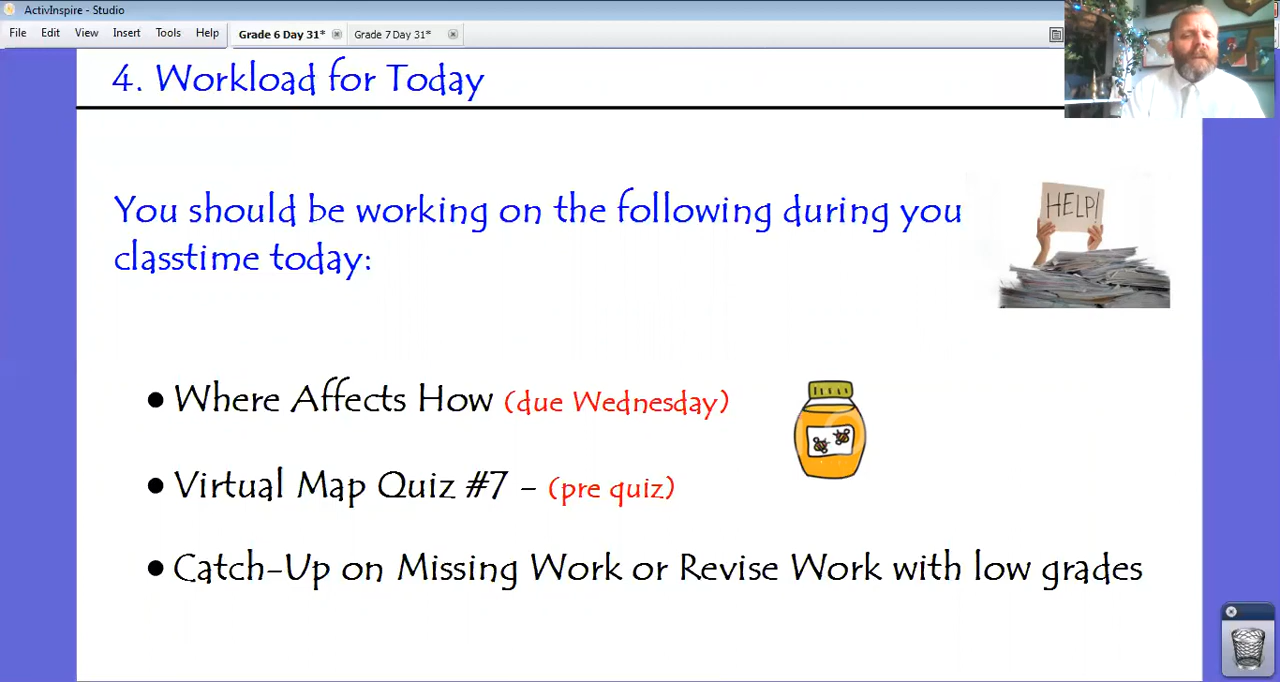 ActivInspire - Studio
File Edit View Insert Tools Help
Grade 6 Day 31* Grade 7 Day 31*
4. Workload for Today
You should be working on the following during you
classtime today:
HELP!
• Where Affects How (due Wednesday)
• Virtual Map Quiz #7 – (pre quiz)
• Catch-Up on Missing Work or Revise Work with low grades